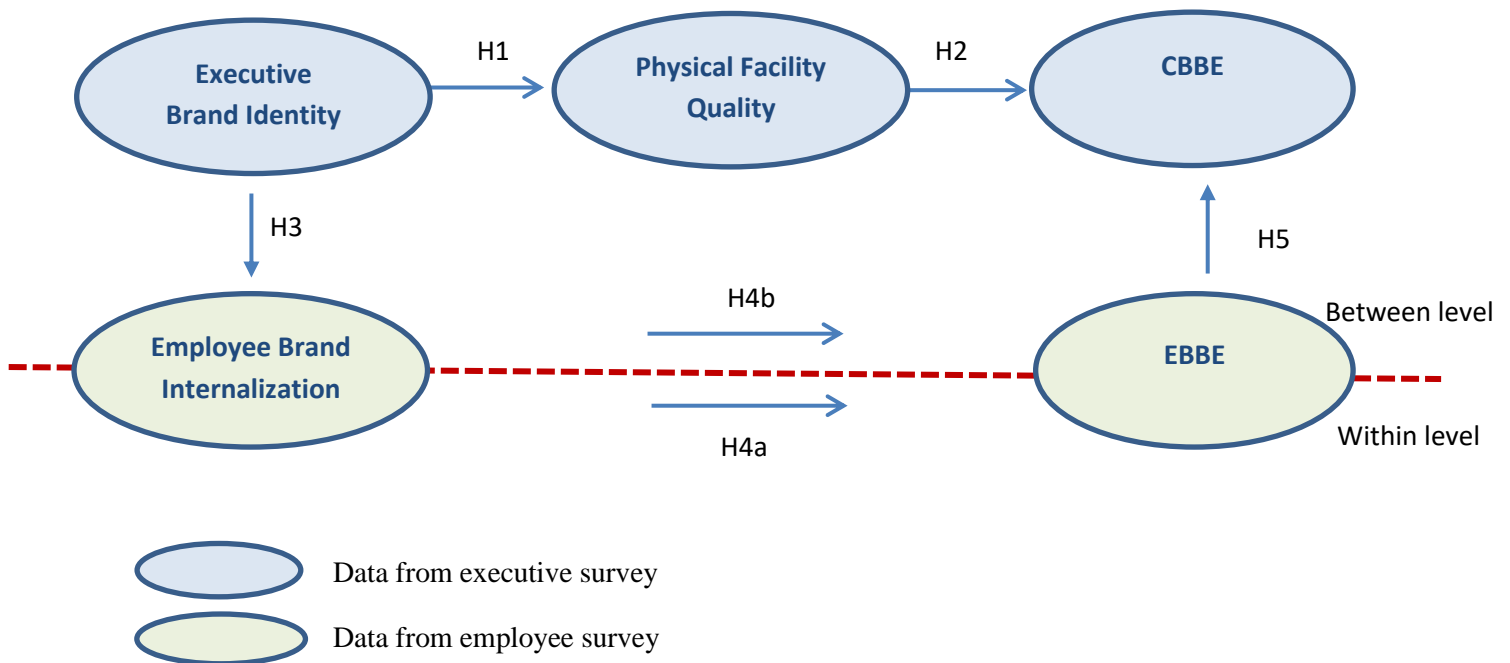 H1
H2
Executive
Brand Identity
Physical Facility
Quality
CBBE
H3
H5
H4b
Between level
Employee Brand
Internalization
EBBE
H4a
Within level
Data from executive survey
Data from employee survey